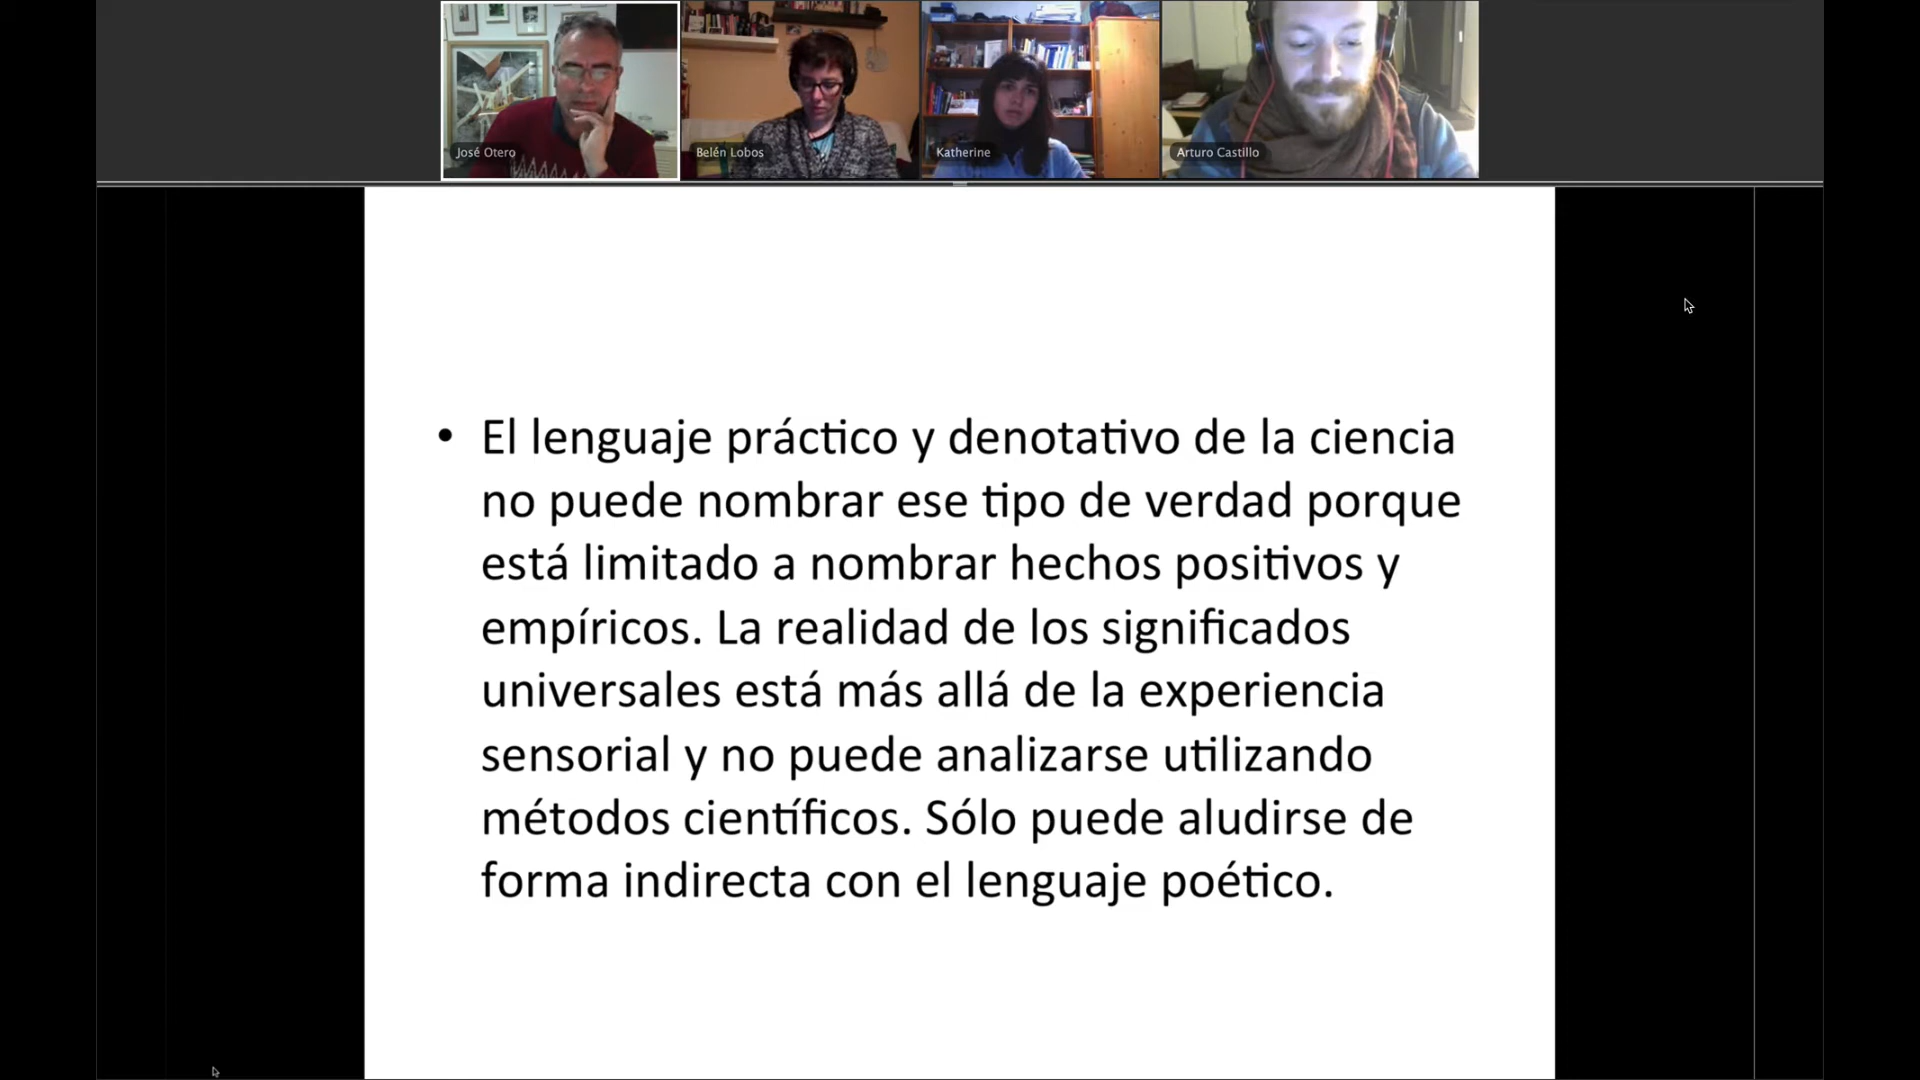 José Otero
Belén Lobos
Katherine
Arturo Castillo
• El lenguaje práctico y denotativo de la ciencia
no puede nombrar ese tipo de verdad porque
está limitado a nombrar hechos positivos y
empíricos. La realidad de los significados
universales está más allá de la experiencia
sensorial y no puede analizarse utilizando
métodos científicos. Sólo puede aludirse de
forma indirecta con el lenguaje poético.